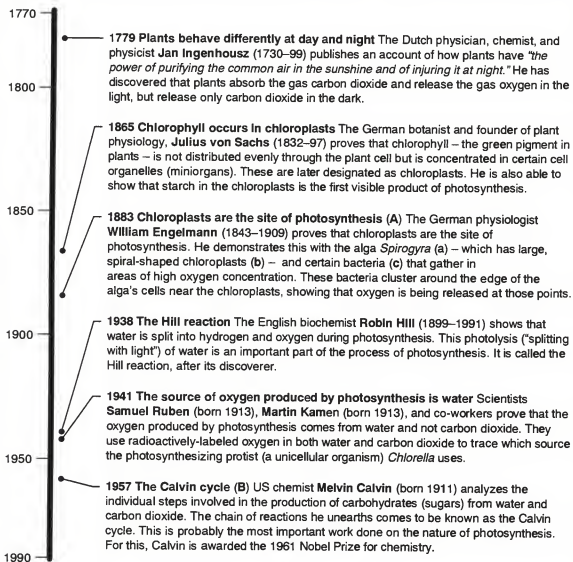 1770
1779 Plants behave differently at day and night The Dutch physician, chemist, and
physicist Jan Ingenhousz (1730–99) publishes an account of how plants have "the
power of purifying the common air in the sunshine and of injuring it at night." He has
discovered that plants absorb the gas carbon dioxide and release the gas oxygen in the
light, but release only carbon dioxide in the dark.
1800
1865 Chlorophyll occurs in chloroplasts The German botanist and founder of plant
physiology, Julius von Sachs (1832–97) proves that chlorophyll – the green pigment in
plants – is not distributed evenly through the plant cell but is concentrated in certain cell
organelles (miniorgans). These are later designated as chloroplasts. He is also able to
show that starch in the chloroplasts is the first visible product of photosynthesis.
1850
1883 Chloroplasts are the site of photosynthesis (A) The German physiologist
William Engelmann (1843–1909) proves that chloroplasts are the site of
photosynthesis. He demonstrates this with the alga Spirogyra (a) – which has large,
spiral-shaped chloroplasts (b) – and certain bacteria (c) that gather in
areas of high oxygen concentration. These bacteria cluster around the edge of the
alga's cells near the chloroplasts, showing that oxygen is being released at those points.
1900
1938 The Hill reaction The English biochemist Robin Hill (1899–1991) shows that
water is split into hydrogen and oxygen during photosynthesis. This photolysis ("splitting
with light") of water is an important part of the process of photosynthesis. It is called the
Hill reaction, after its discoverer.
1941 The source of oxygen produced by photosynthesis is water Scientists
Samuel Ruben (born 1913), Martin Kamen (born 1913), and co-workers prove that the
oxygen produced by photosynthesis comes from water and not carbon dioxide. They
use radioactively-labeled oxygen in both water and carbon dioxide to trace which source
the photosynthesizing protist (a unicellular organism) Chlorella uses.
1950
1957 The Calvin cycle (B) US chemist Melvin Calvin (born 1911) analyzes the
individual steps involved in the production of carbohydrates (sugars) from water and
carbon dioxide. The chain of reactions he unearths comes to be known as the Calvin
cycle. This is probably the most important work done on the nature of photosynthesis.
For this, Calvin is awarded the 1961 Nobel Prize for chemistry.
1990